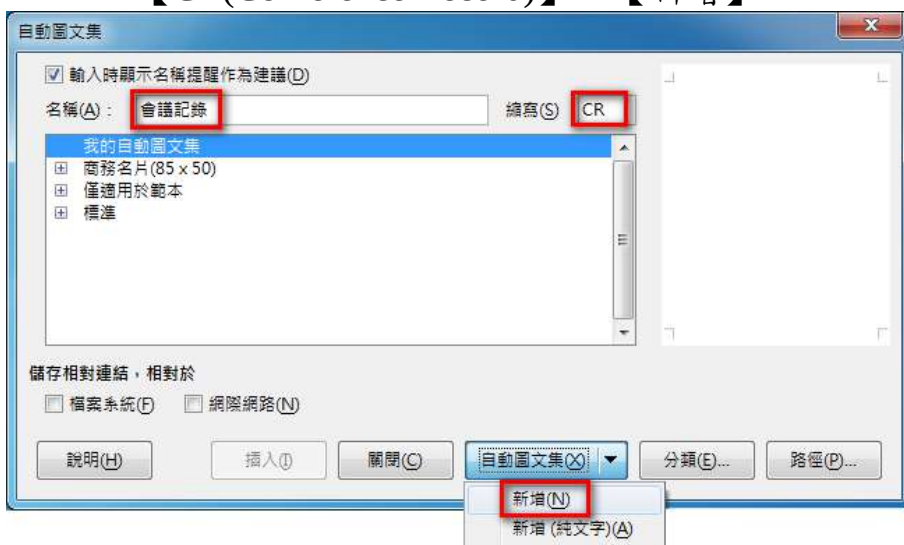 自動圖文集
輸入時顯示名稱提醒作為建議(D)
名稱(A)： 會議記錄 縮寫(S) CR
我的自動圖文集
商務名片(85 x 50)
僅適用於範本
標準
儲存相對連結，相對於
檔案系統(F) 網際網路(N)
說明(H) 插入(I) 關閉(C) 自動圖文集(X) 分類(E)... 路徑(P)...
新增(N)
新增 (純文字)(A)